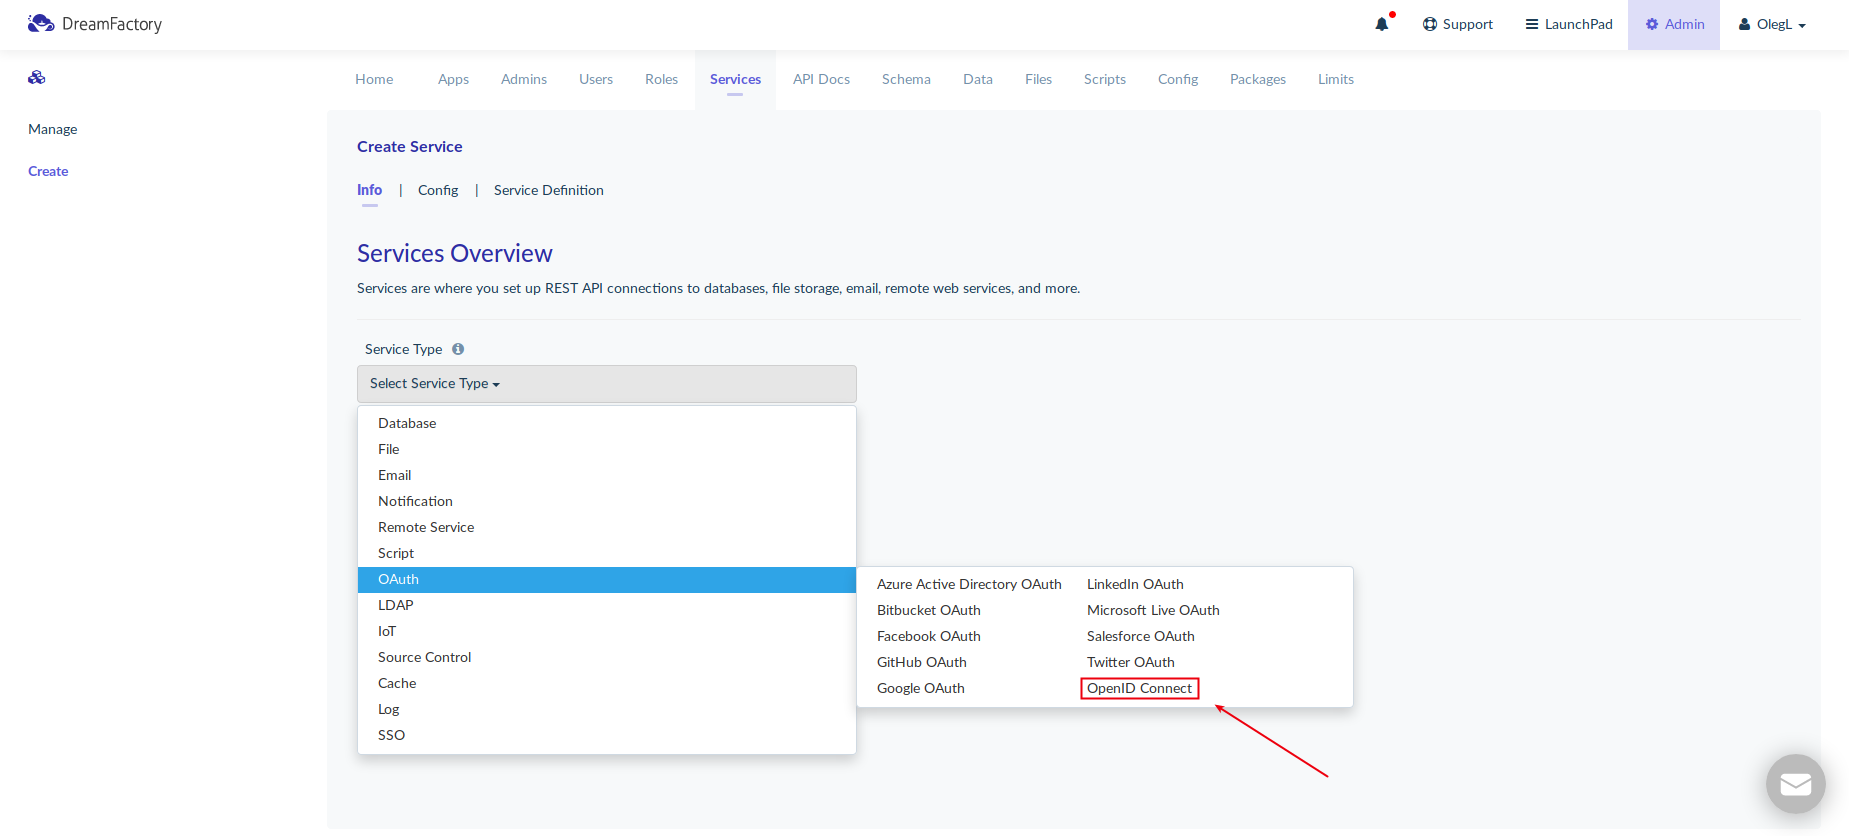 DreamFactory
Support
LaunchPad
Admin
OlegL
Home
Apps
Admins
Users
Roles
Services
API Docs
Schema
Data
Files
Scripts
Config
Packages
Limits
Manage
Create
Create Service
Info | Config | Service Definition
Services Overview
Services are where you set up REST API connections to databases, file storage, email, remote web services, and more.
Service Type
Select Service Type
Database
File
Email
Notification
Remote Service
Script
OAuth
LDAP
IoT
Source Control
Cache
Log
SSO
Azure Active Directory OAuth
Bitbucket OAuth
Facebook OAuth
GitHub OAuth
Google OAuth
LinkedIn OAuth
Microsoft Live OAuth
Salesforce OAuth
Twitter OAuth
OpenID Connect